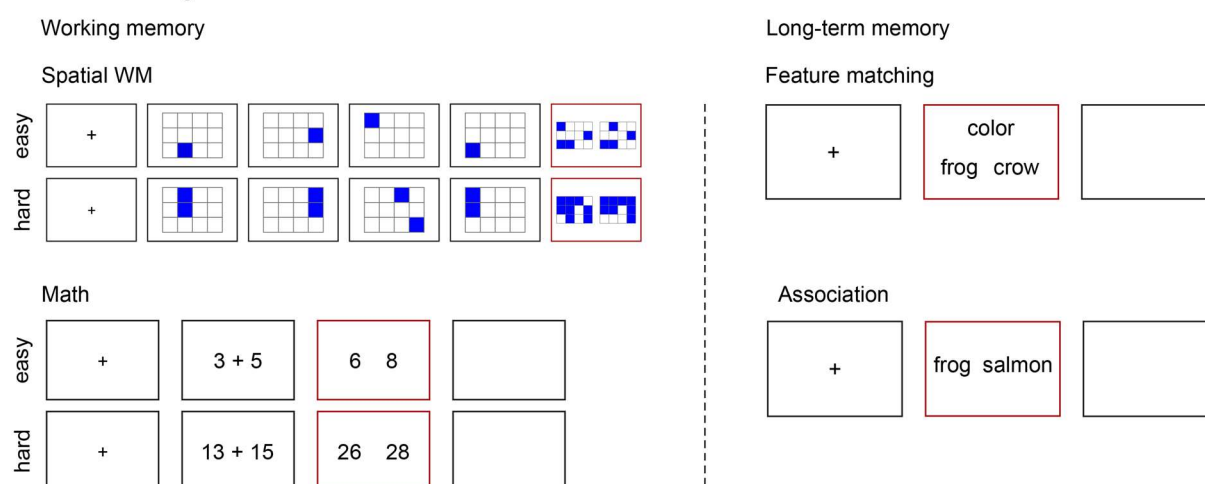 Working memory
Spatial WM
easy
+
hard
+
Math
easy
+
3 + 5
6 8
hard
+
13 + 15
26 28
Long-term memory
Feature matching
+
color
frog crow
Association
+
frog salmon